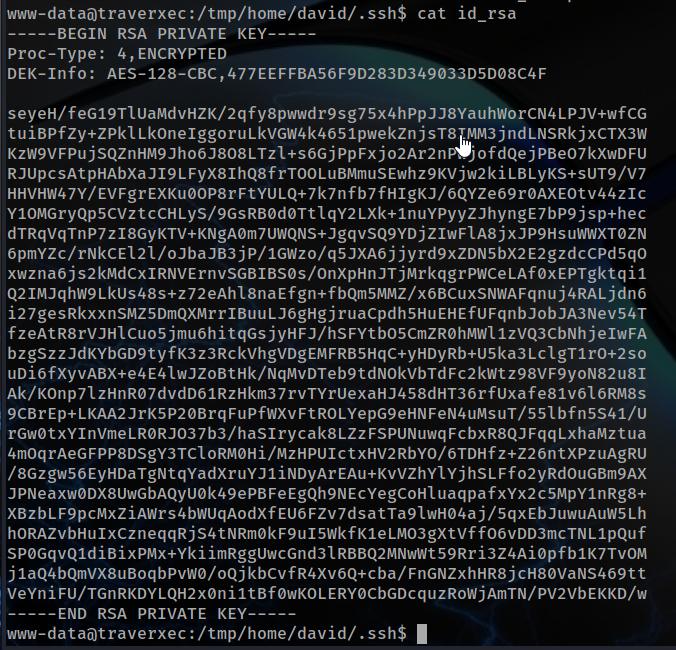 www-data@traverxec:/tmp/home/david/.ssh$ cat id_rsa
-----BEGIN RSA PRIVATE KEY-----
Proc-Type: 4,ENCRYPTED
DEK-Info: AES-128-CBC,477EEFFBA56F9D283D349033D5D08C4F
seyeH/feG19TlUaMdvHZK/2qfy8pwwdr9sg75x4hPpJJ8YauhWorCN4LPJV+wfCG
tuiBPfZy+ZPklLkOneIggoruLkVGW4k4651pwekZnjsT8IMM3jndLNSRkjxCTX3W
KzW9VFPujSQZnHM9Jho6J8O8LTzl+s6GjPpFxjo2Ar2nPwjofdQejPBeO7kXwDFU
RJUpcsAtpHAbXaJI9LFyX8IhQ8frTOOLuBMmuSEwhz9KVjw2kiLBLyKS+sUT9/V7
HHVHW47Y/EVFgrEXKu0OP8rFtYULQ+7k7nfb7fHIgKJ/6QYZe69r0AXEOtv44zIc
Y1OMGryQp5CVztcCHLyS/9GsRB0d0TtlqY2LXk+1nuYPyyZJhyngE7bP9jsp+hec
dTRqVqTnP7zI8GyKTV+KNgA0m7UWQNS+JgqvSQ9YDjZIwFlA8jxJP9HsuWWXT0ZN
6pmYZc/rNkCEl2l/oJbaJB3jP/1GWzo/q5JXA6jjyrd9xZDN5bX2E2gzdcCPd5qO
xwzna6js2kMdCxIRNVErnvSGBIBS0s/OnXpHnJTjMrkqgrPWCeLAf0xEPTgktqi1
Q2IMJqhW9LkUs48s+z72eAhl8naEfgn+fbQm5MMZ/x6BCuxSNWAFqnuj4RALjdn6
i27gesRkxxnSMZ5DmQXMrrIBuuLJ6gHgjruaCpdh5HuEHEfUFqnbJobJA3Nev54T
fzeAtR8rVJHlCuo5jmu6hitqGsjyHFJ/hSFYtbO5CmZR0hMWl1zVQ3CbNhjeIwFA
bzgSzzJdKYbGD9tyfK3z3RckVhgVDgEMFRB5HqC+yHDyRb+U5ka3LclgT1rO+2so
uDi6fXyvABX+e4E4lwJZoBtHk/NqMvDTeb9tdNOkVbTdFc2kWtz98VF9yoN82u8I
Ak/KOnp7lzHnR07dvdD61RzHkm37rvTYrUexaHJ458dHT36rfUxafe81v6l6RM8s
9CBrEp+LKAA2JrK5P20BrqFuPfWXvFtROLYepG9eHNFeN4uMsuT/55lbfn5S41/U
rGw0txYInVmeLR0RJO37b3/haSIrycak8LZzFSPUNuwqFcbxR8QJFqqLxhaMztua
4mOqrAeGFPP8DSgY3TCloRM0Hi/MzHPUIctxHV2RbYO/6TDHfz+Z26ntXPzuAgRU
/8Gzgw56EyHDaTgNtqYadXruYJ1iNDyArEAu+KvVZhYlYjhSLFfo2yRdOuGBm9AX
JPNeaxw0DX8UwGbAQyU0k49ePBFeEgQh9NEcYegCoHluaqpafxYx2c5MpY1nRg8+
XBzbLF9pcMxZiAWrs4bWUqAodXfEU6FZv7dsatTa9lwH04aj/5qxEbJuwuAuW5Lh
hORAZvbHuIxCzneqqRjS4tNRm0kF9uI5WkfK1eLMO3gXtVffO6vDD3mcTNL1pQuf
SP0GqvQ1diBixPMx+YkiimRggUwcGnd3lRBBQ2MNwWt59Rri3Z4Ai0pfb1K7TvOM
j1aQ4bQmVX8uBoqbPvW0/oQjkbCvfR4Xv6Q+cba/FnGNZxhHR8jcH80VaNS469tt
VeYniFU/TGnRKDYLQH2x0ni1tBf0wKOLERY0CbGDcquzRoWjAmTN/PV2VbEKKD/w
-----END RSA PRIVATE KEY-----
www-data@traverxec:/tmp/home/david/.ssh$